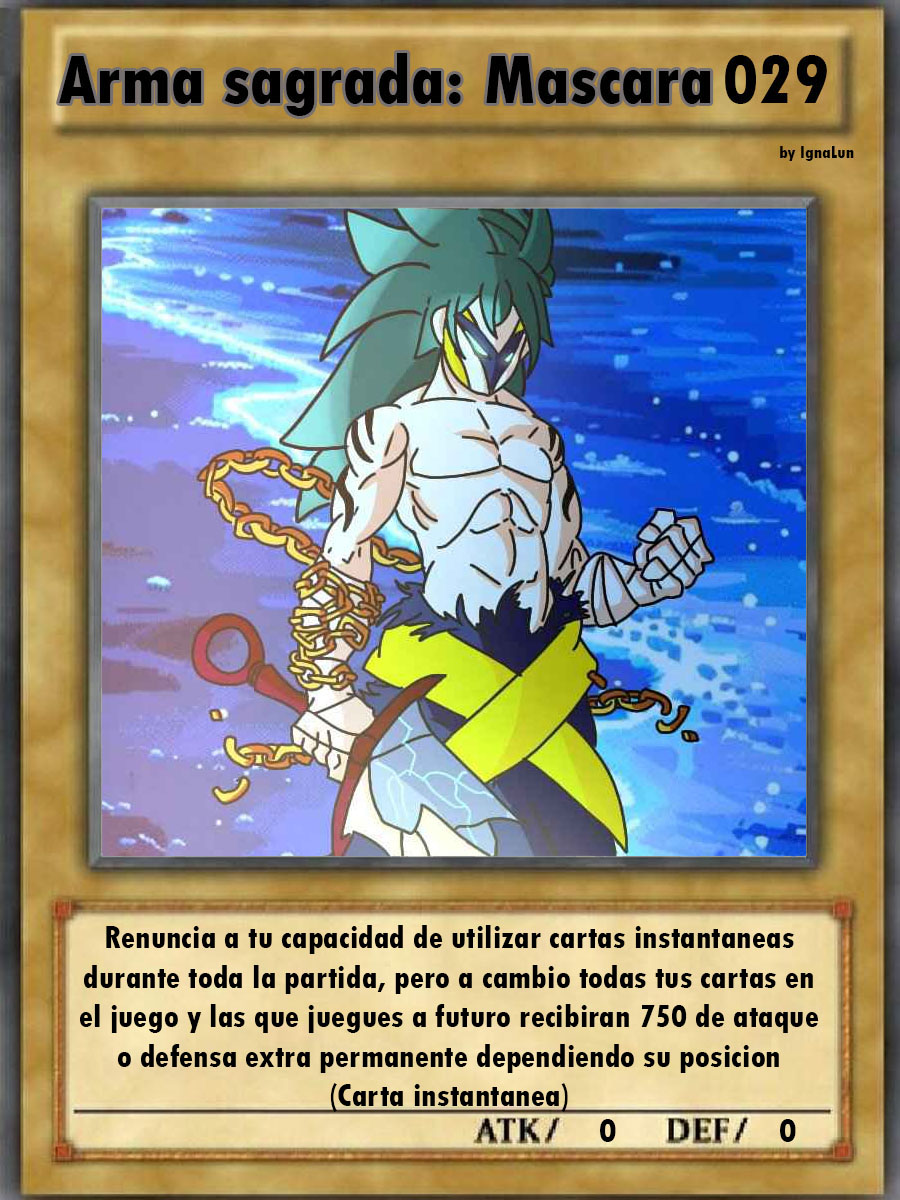 Arma sagrada: Mascara 029
by IgnaLun
Renuncia a tu capacidad de utilizar cartas instantaneas
durante toda la partida, pero a cambio todas tus cartas en
el juego y las que juegues a futuro recibiran 750 de ataque
o defensa extra permanente dependiendo su posicion
(Carta instantanea)
ATK/ 0 DEF/ 0